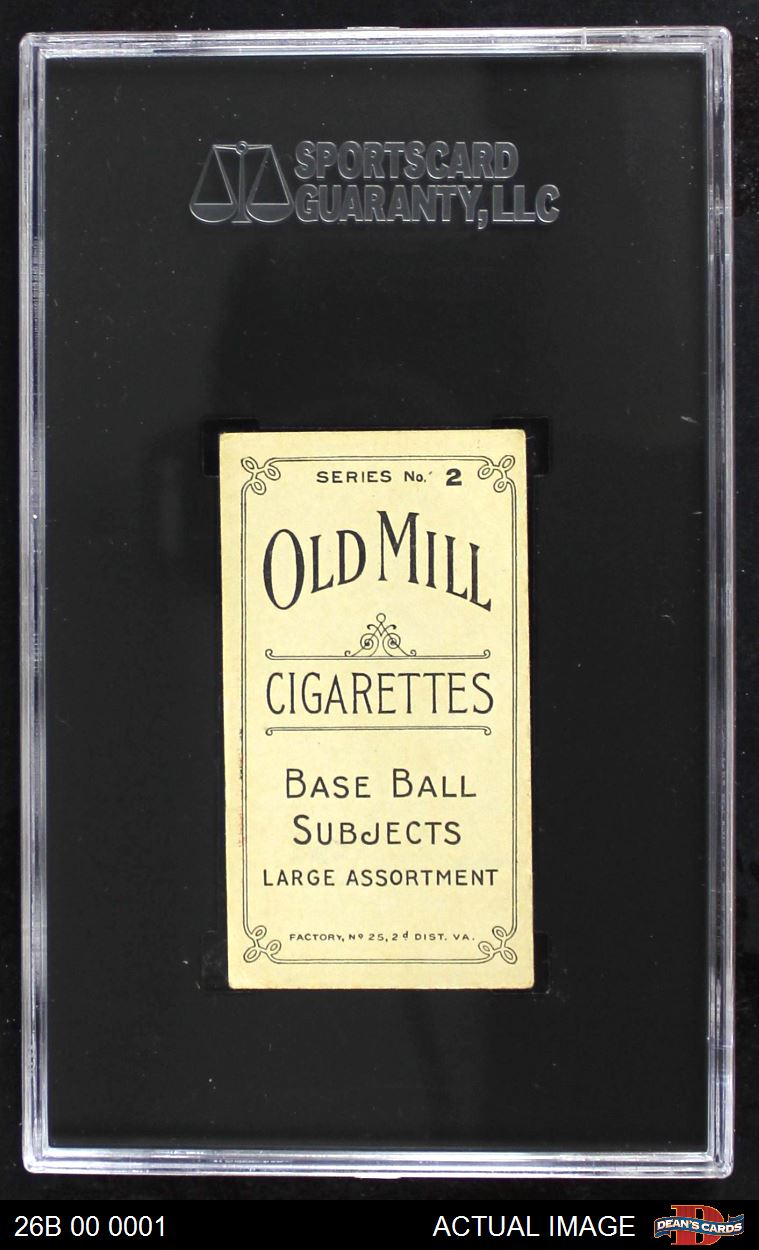 SPORTSCARD
GUARANTY, LLC
SERIES No. 2
OLD MILL
CIGARETTES
BASE BALL
SUBJECTS
LARGE ASSORTMENT
FACTORY, Nº 25, 2d DIST. VA.
26B 00 0001 ACTUAL IMAGE DEAN'S CARDS